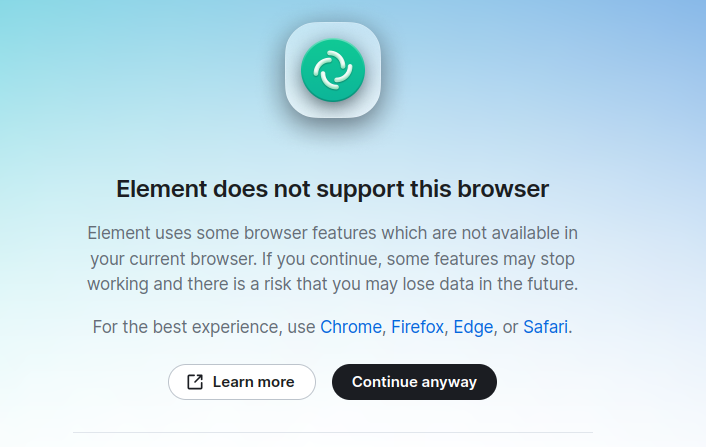 Element does not support this browser
Element uses some browser features which are not available in
your current browser. If you continue, some features may stop
working and there is a risk that you may lose data in the future.
For the best experience, use Chrome, Firefox, Edge, or Safari.
Learn more
Continue anyway